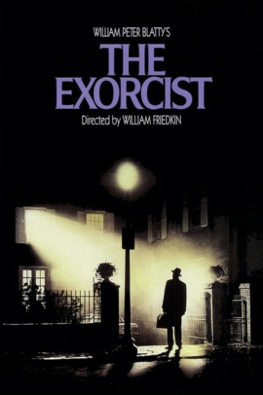 WILLIAM PETER BLATTY'S
THE
EXORCIST
Directed by WILLIAM FRIEDKIN